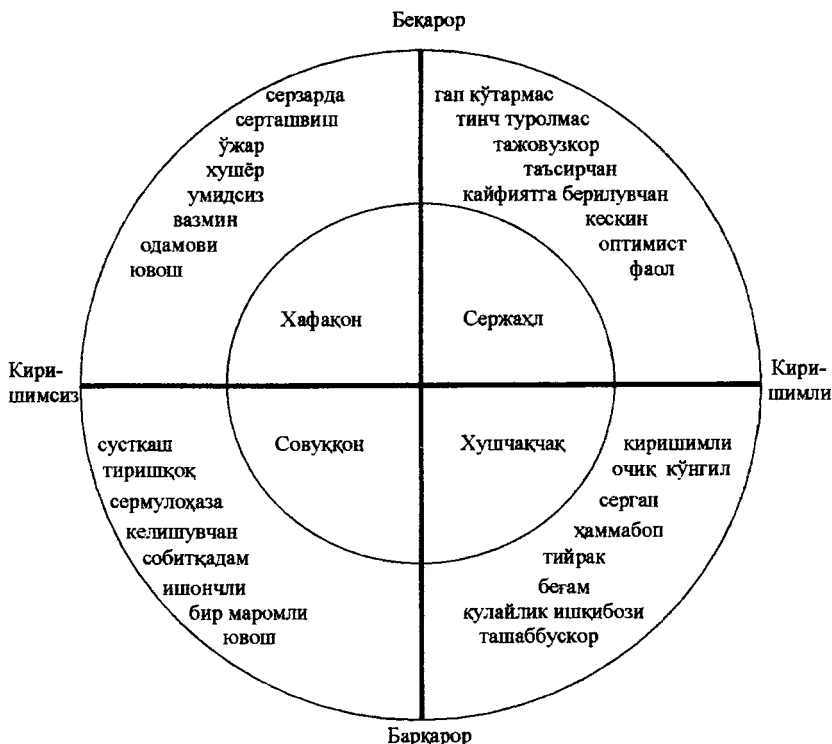 Беқарор
серзарда
серташвиш
ўжар
хушёр
умидсиз
вазмин
одамови
ювош
гап кўтармас
тинч туролмас
тажовузкор
таъсирчан
кайфиятга берилувчан
кескин
оптимист
фаол
Хафақон
Сержаҳл
Кири-
шимсиз
Кири-
шимли
Совуққон
Хушчақчақ
сусткаш
тиришқоқ
сермулоҳаза
келишувчан
собитқадам
ишончли
бир маромли
ювош
киришимли
очиқ кўнгил
сергап
ҳаммабоп
тийрак
беғам
қулайлик ишқибози
ташаббускор
Барқарор